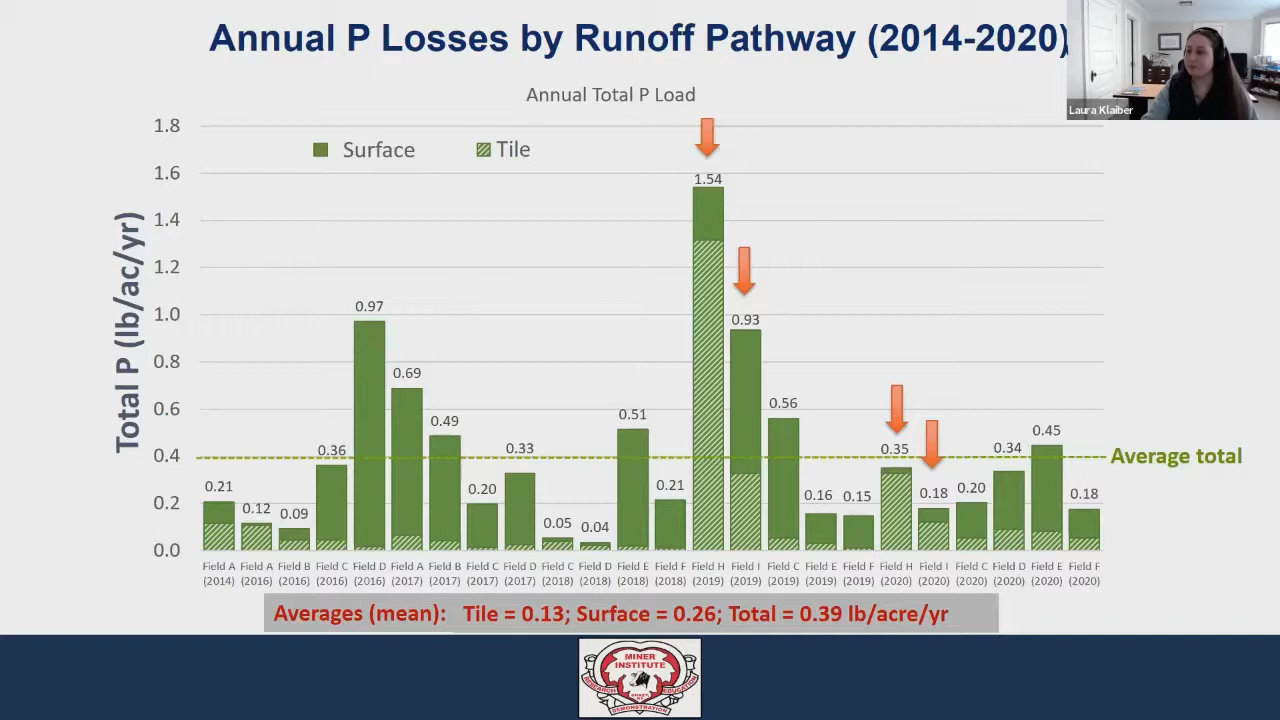 Annual P Losses by Runoff Pathway (2014-2020)
Laura Klaiber
Annual Total P Load
Surface
Tile
Total P (lb/ac/yr)
1.8
1.6
1.4
1.2
1.0
0.8
0.6
0.4
0.2
0.0
0.21
0.12
0.09
0.36
0.97
0.69
0.49
0.20
0.33
0.05
0.04
0.51
0.21
1.54
0.93
0.56
0.16
0.15
0.35
0.18
0.20
0.34
0.45
0.18
Average total
Field A Field A Field B Field C Field D Field A Field B Field C Field D Field C Field D Field E Field F Field H Field I Field C Field E Field F Field H Field I Field C Field D Field E Field F
(2014) (2016) (2016) (2016) (2016) (2017) (2017) (2017) (2017) (2018) (2018) (2018) (2018) (2019) (2019) (2019) (2019) (2019) (2020) (2020) (2020) (2020) (2020) (2020)
Averages (mean): Tile = 0.13; Surface = 0.26; Total = 0.39 lb/acre/yr
MINER
INSTITUTE
RESEARCH
EDUCATION
DEMONSTRATION